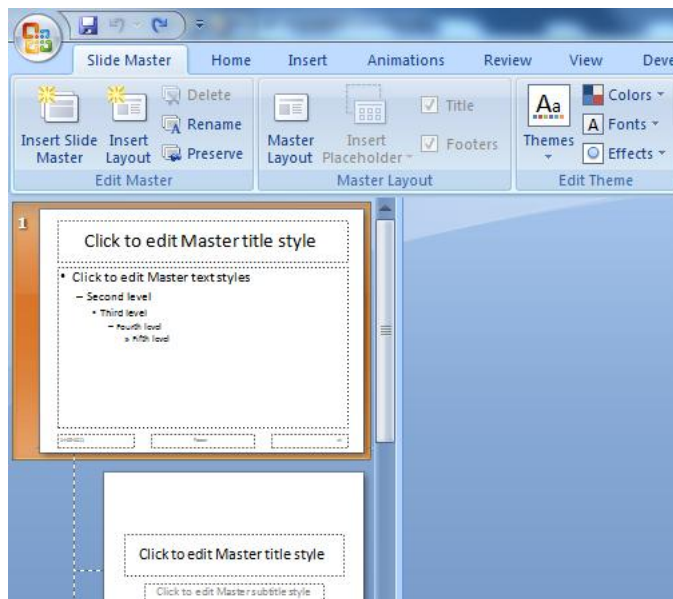 Slide Master Home Insert Animations Review View Deve
Insert Slide Master
Insert Layout
Delete
Rename
Preserve
Edit Master
Master Layout
Insert Placeholder
Title
Footers
Master Layout
Aa
Themes
Colors
A Fonts
Effects
Edit Theme
1
Click to edit Master title style
• Click to edit Master text styles
– Second level
• Third level
– Fourth level
» Fifth level
Click to edit Master title style
Click to edit Master subtitle style